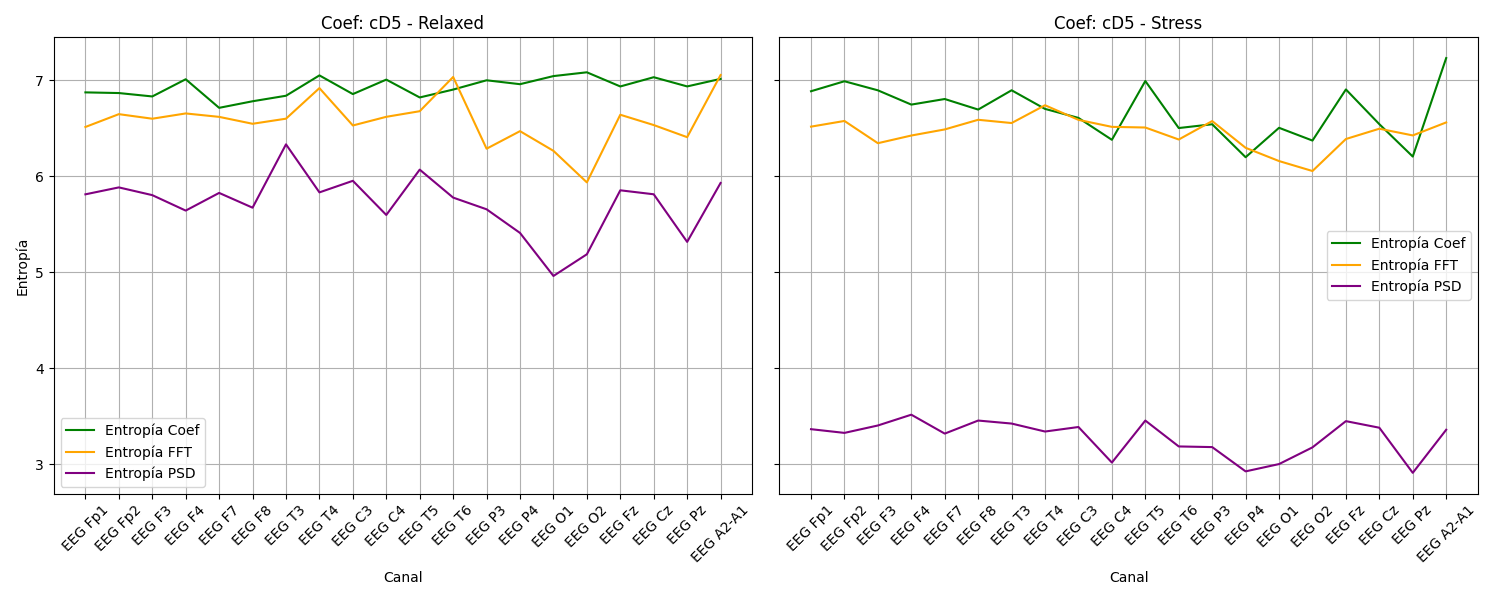 Coef: cD5 - Relaxed
Entropía
7
6
5
4
3
Entropía Coef
Entropía FFT
Entropía PSD
EEG Fp1
EEG Fp2
EEG F3
EEG F4
EEG F7
EEG F8
EEG T3
EEG T4
EEG C3
EEG C4
EEG T5
EEG T6
EEG P3
EEG P4
EEG O1
EEG O2
EEG Fz
EEG Cz
EEG Pz
EEG A2-A1
Canal
Coef: cD5 - Stress
Entropía Coef
Entropía FFT
Entropía PSD
EEG Fp1
EEG Fp2
EEG F3
EEG F4
EEG F7
EEG F8
EEG T3
EEG T4
EEG C3
EEG C4
EEG T5
EEG T6
EEG P3
EEG P4
EEG O1
EEG O2
EEG Fz
EEG Cz
EEG Pz
EEG A2-A1
Canal